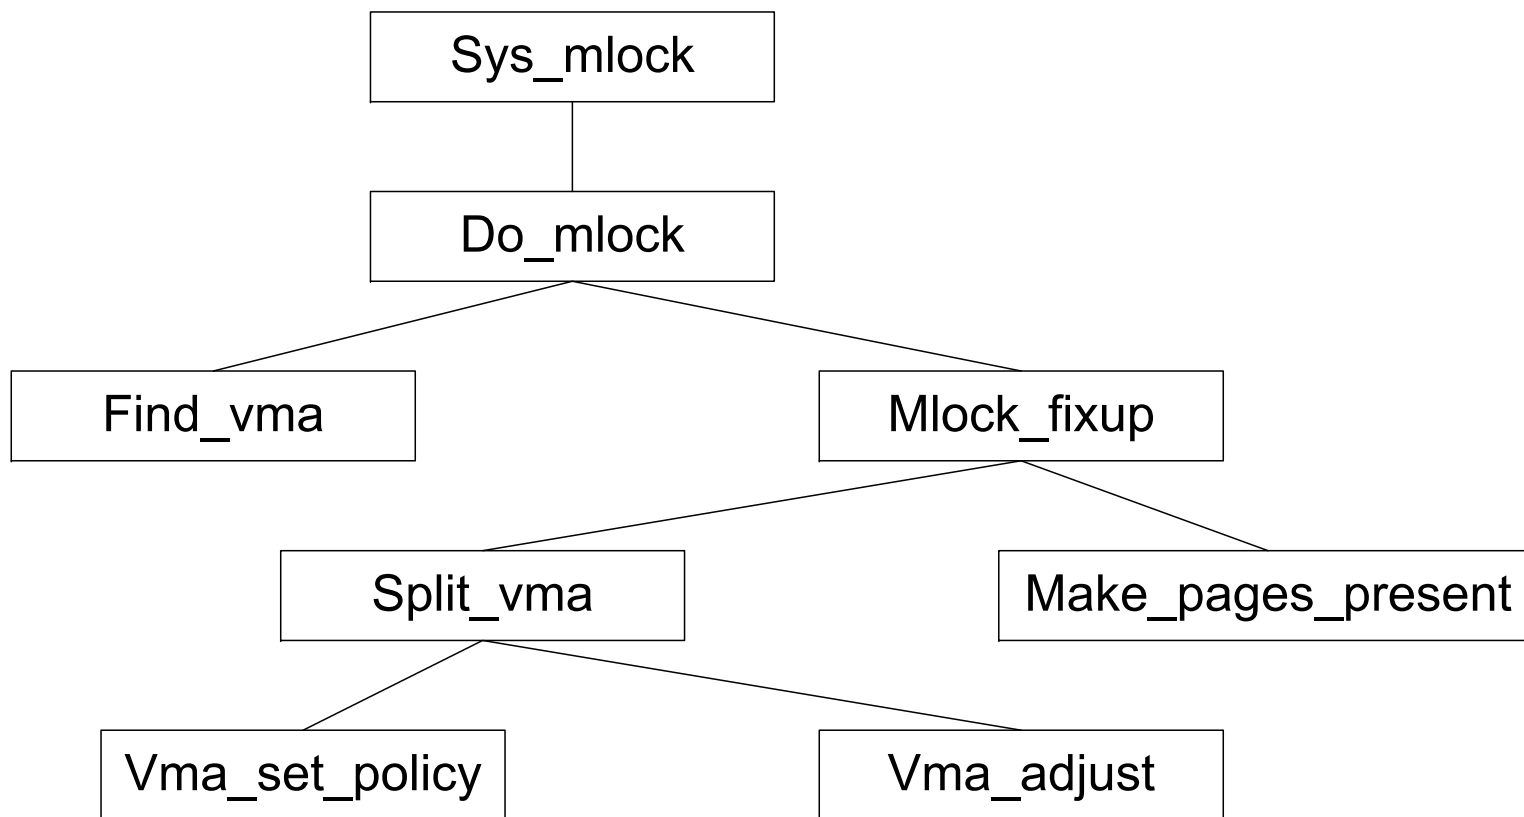 Sys_mlock
Do_mlock
Find_vma
Mlock_fixup
Split_vma
Make_pages_present
Vma_set_policy
Vma_adjust